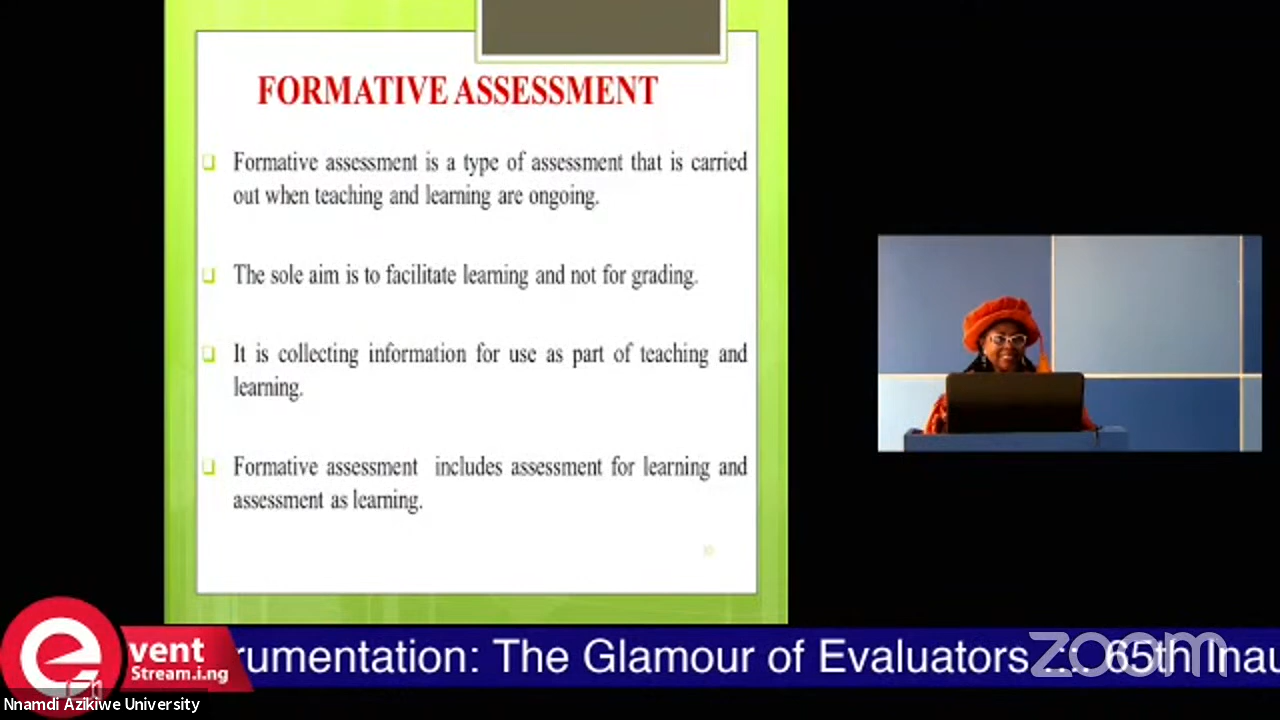 FORMATIVE ASSESSMENT
Formative assessment is a type of assessment that is carried
out when teaching and learning are ongoing.
The sole aim is to facilitate learning and not for grading.
It is collecting information for use as part of teaching and
learning.
Formative assessment includes assessment for learning and
assessment as learning.
e
vent
Stream.i.ng
rumentation: The Glamour of Evaluators .::. 65th Inau
zoom
Nnamdi Azikiwe University